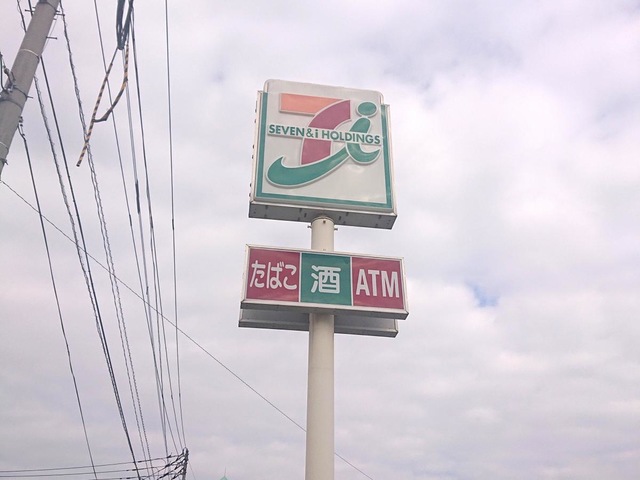 SEVEN & i HOLDINGS
たばこ 酒 ATM